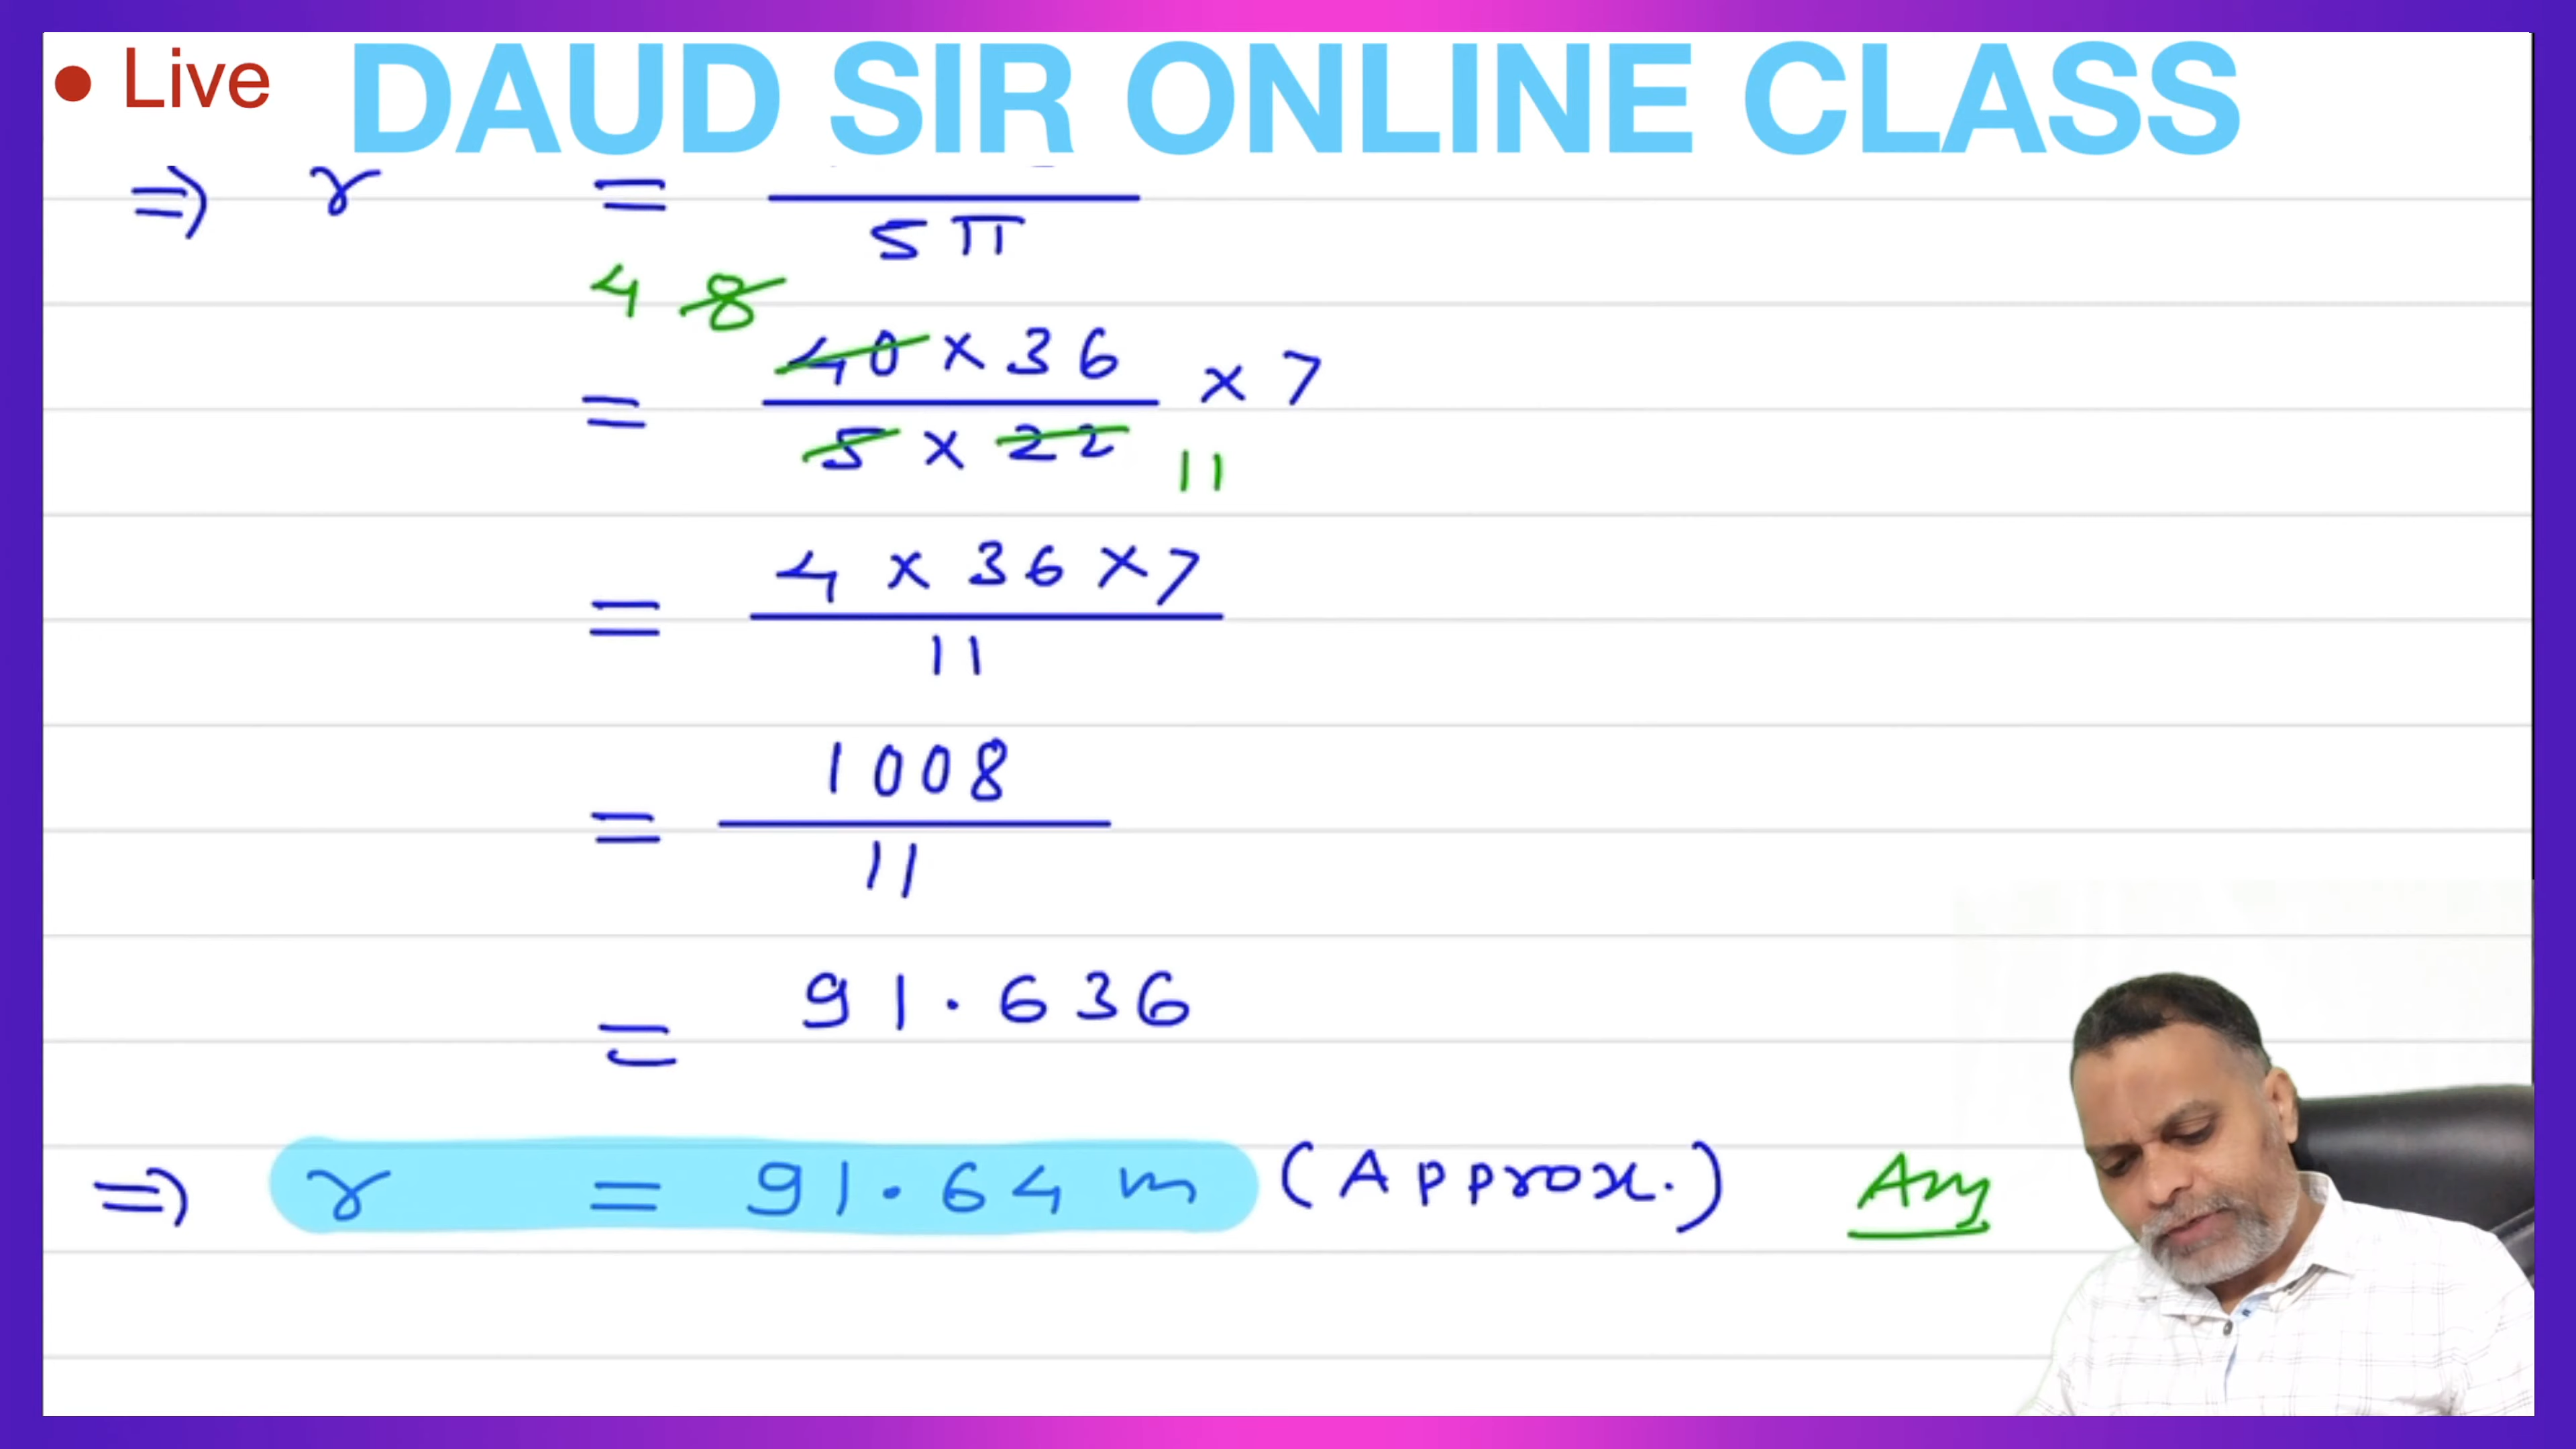 • Live DAUD SIR ONLINE CLASS
⇒ r = ――― / 5π
4 8
= 40 × 36 / 5 × 22 × 7
11
= 4 × 36 × 7 / 11
= 1008 / 11
= 91.636
⇒ r = 91.64 m (Approx.) Ans